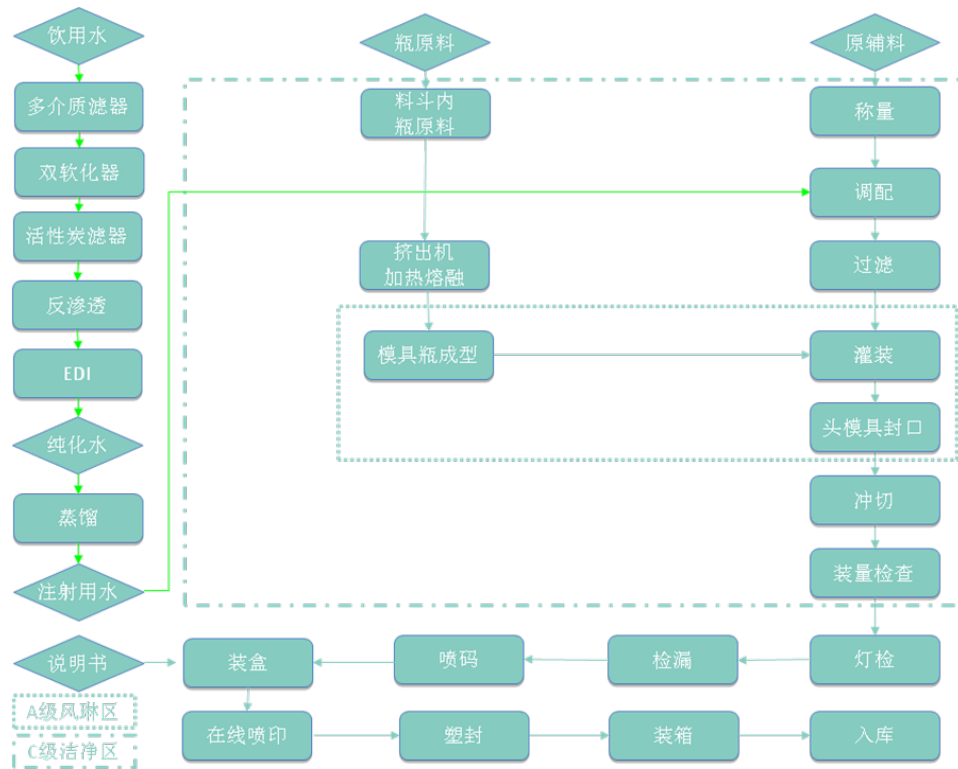 饮用水
瓶原料
原辅料
多介质滤器
料斗内
瓶原料
称量
双软化器
调配
活性炭滤器
挤出机
加热熔融
过滤
反渗透
模具瓶成型
灌装
EDI
纯化水
头模具封口
蒸馏
冲切
注射用水
装量检查
说明书
装盒
喷码
检漏
灯检
A级风琳区
在线喷印
塑封
装箱
入库
C级洁净区